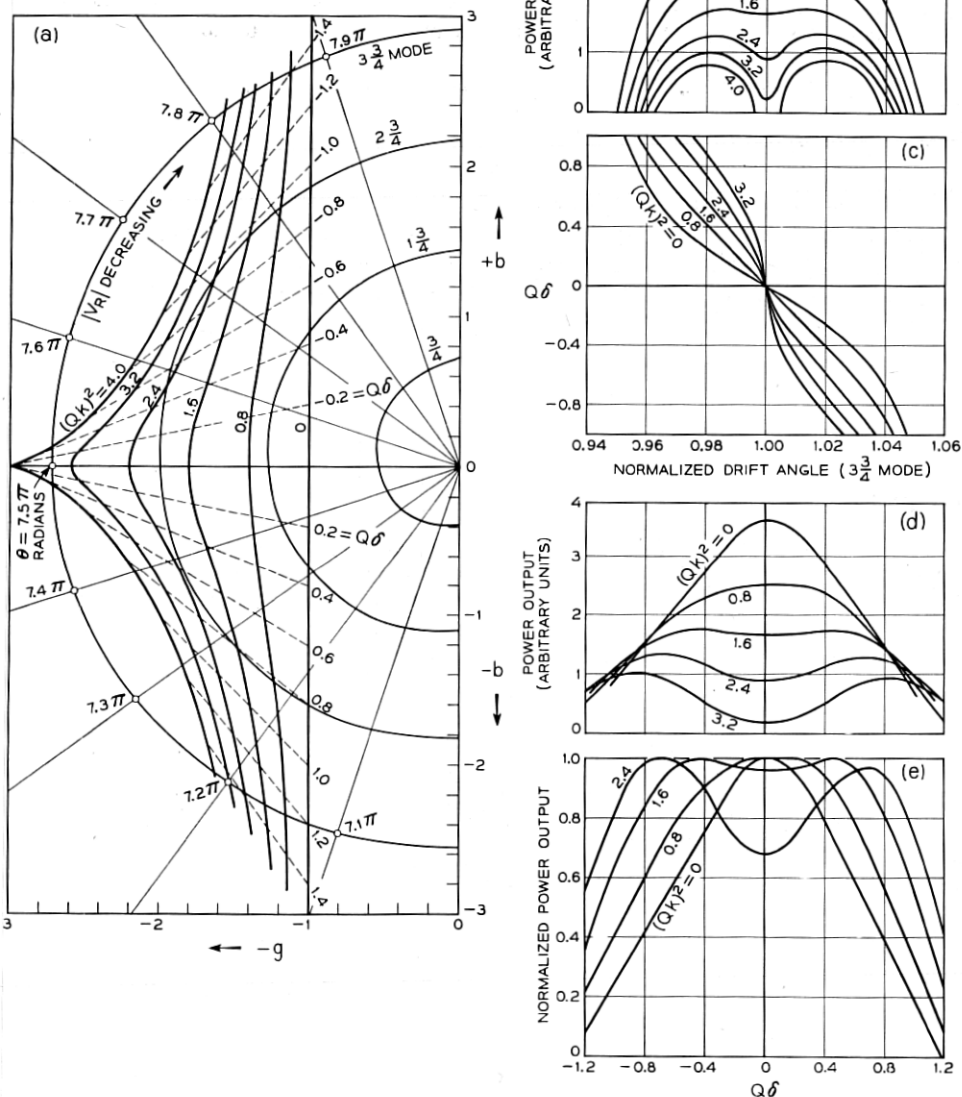 (a)
3
1.4
7.9π
3 3/4 MODE
-1.2
7.8π
2 3/4
-1.0
2
7.7π
|VR| DECREASING
-0.8
1 3/4
+b
-0.6
1
7.6π
-0.4
3/4
(Qk)²=4.0
3.2
2.4
1.6
0.8
0
-0.2=Qδ
0
θ=7.5π
RADIANS
0.2=Qδ
7.4π
0.4
-1
0.6
-b
7.3π
0.8
-2
1.0
7.2π
1.2
7.1π
1.4
-3
3
-2
-1
0
← -g
POWER
(ARBITRA
1
0
1.6
2.4
3.2
4.0
(c)
0.8
0.4
Qδ
0
-0.4
-0.8
(Qk)²=0
0.8
1.6
2.4
3.2
0.94
0.96
0.98
1.00
1.02
1.04
1.06
NORMALIZED DRIFT ANGLE (3 3/4 MODE)
(d)
POWER OUTPUT
(ARBITRARY UNITS)
4
3
2
1
0
(Qk)²=0
0.8
1.6
2.4
3.2
(e)
NORMALIZED POWER OUTPUT
1.0
0.8
0.6
0.4
0.2
0
2.4
1.6
0.8
(Qk)²=0
-1.2
-0.8
-0.4
0
0.4
0.8
1.2
Qδ